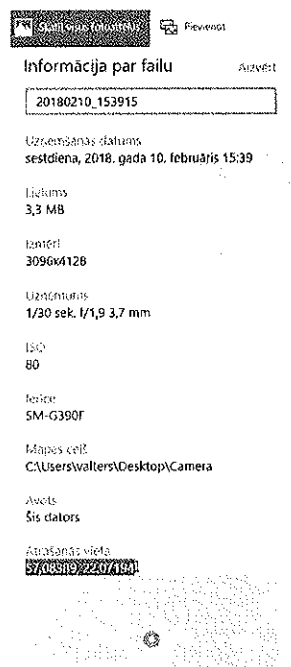 Pievienot
Informācija par failu
Aizvērt
20180210_153915
Uzņemšanas datums
sestdiena, 2018. gada 10. februāris 15:39
Lielums
3,3 MB
Izmēri
3096x4128
Uzņēmums
1/30 sek. f/1,9 3,7 mm
ISO
80
Ierīce
SM-G390F
Mapes ceļš
C:\Users\valters\Desktop\Camera
Avots
Šis dators
Atrašanās vieta